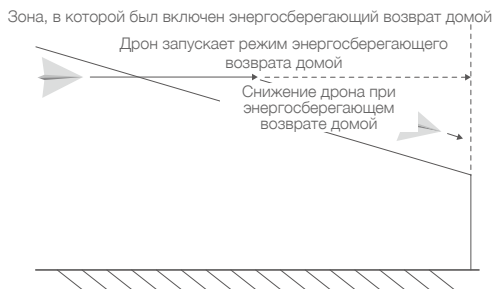 Зона, в которой был включен энергосберегающий возврат домой
Дрон запускает режим энергосберегающего
возврата домой
Снижение дрона при
энергосберегающем
возврате домой